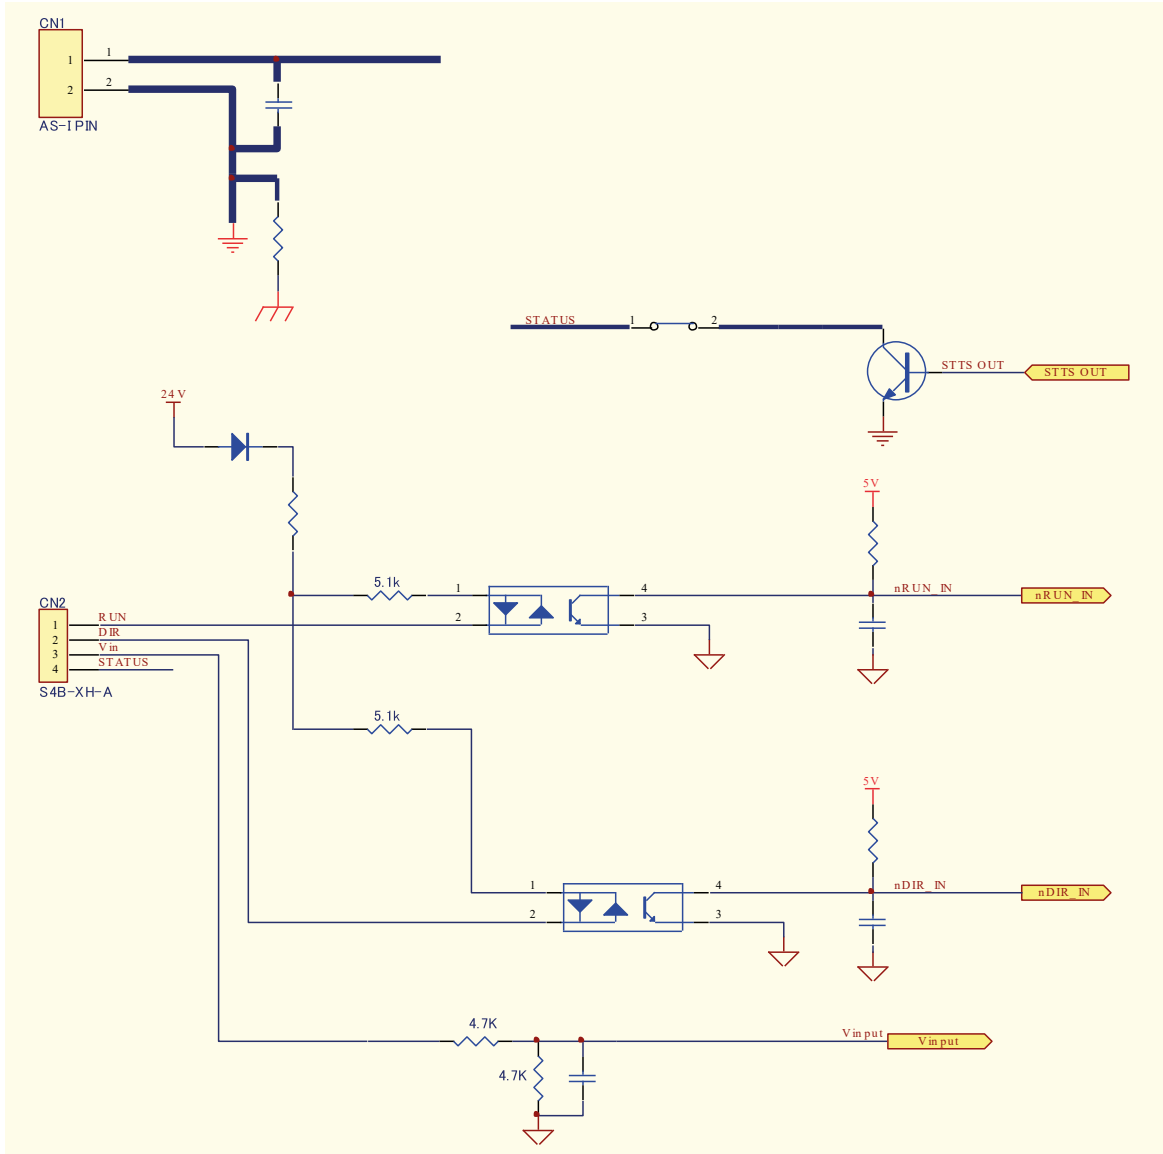 CN1
1 1
2 2
AS-I PIN
STATUS 1 2
STTS OUT STTS OUT
24V
5V
5.1k 1 4 nRUN_IN nRUN_IN
CN2
1 RUN 2 3
2 DIR
3 Vin
4 STATUS
S4B-XH-A
5.1k
5V
1 4 nDIR_IN nDIR_IN
2 3
4.7K
Vinput Vinput
4.7K